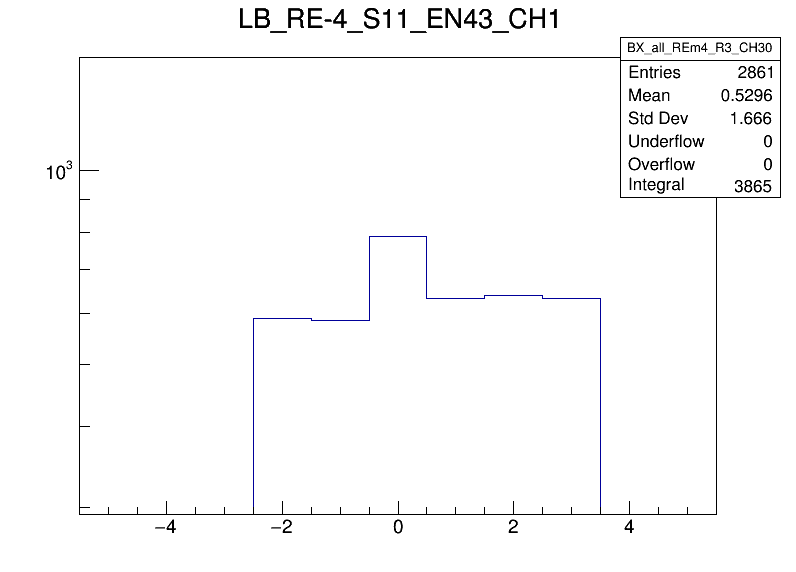 LB_RE-4_S11_EN43_CH1
BX_all_REm4_R3_CH30
Entries 2861
Mean 0.5296
Std Dev 1.666
Underflow 0
Overflow 0
Integral 3865
10³
−4 −2 0 2 4